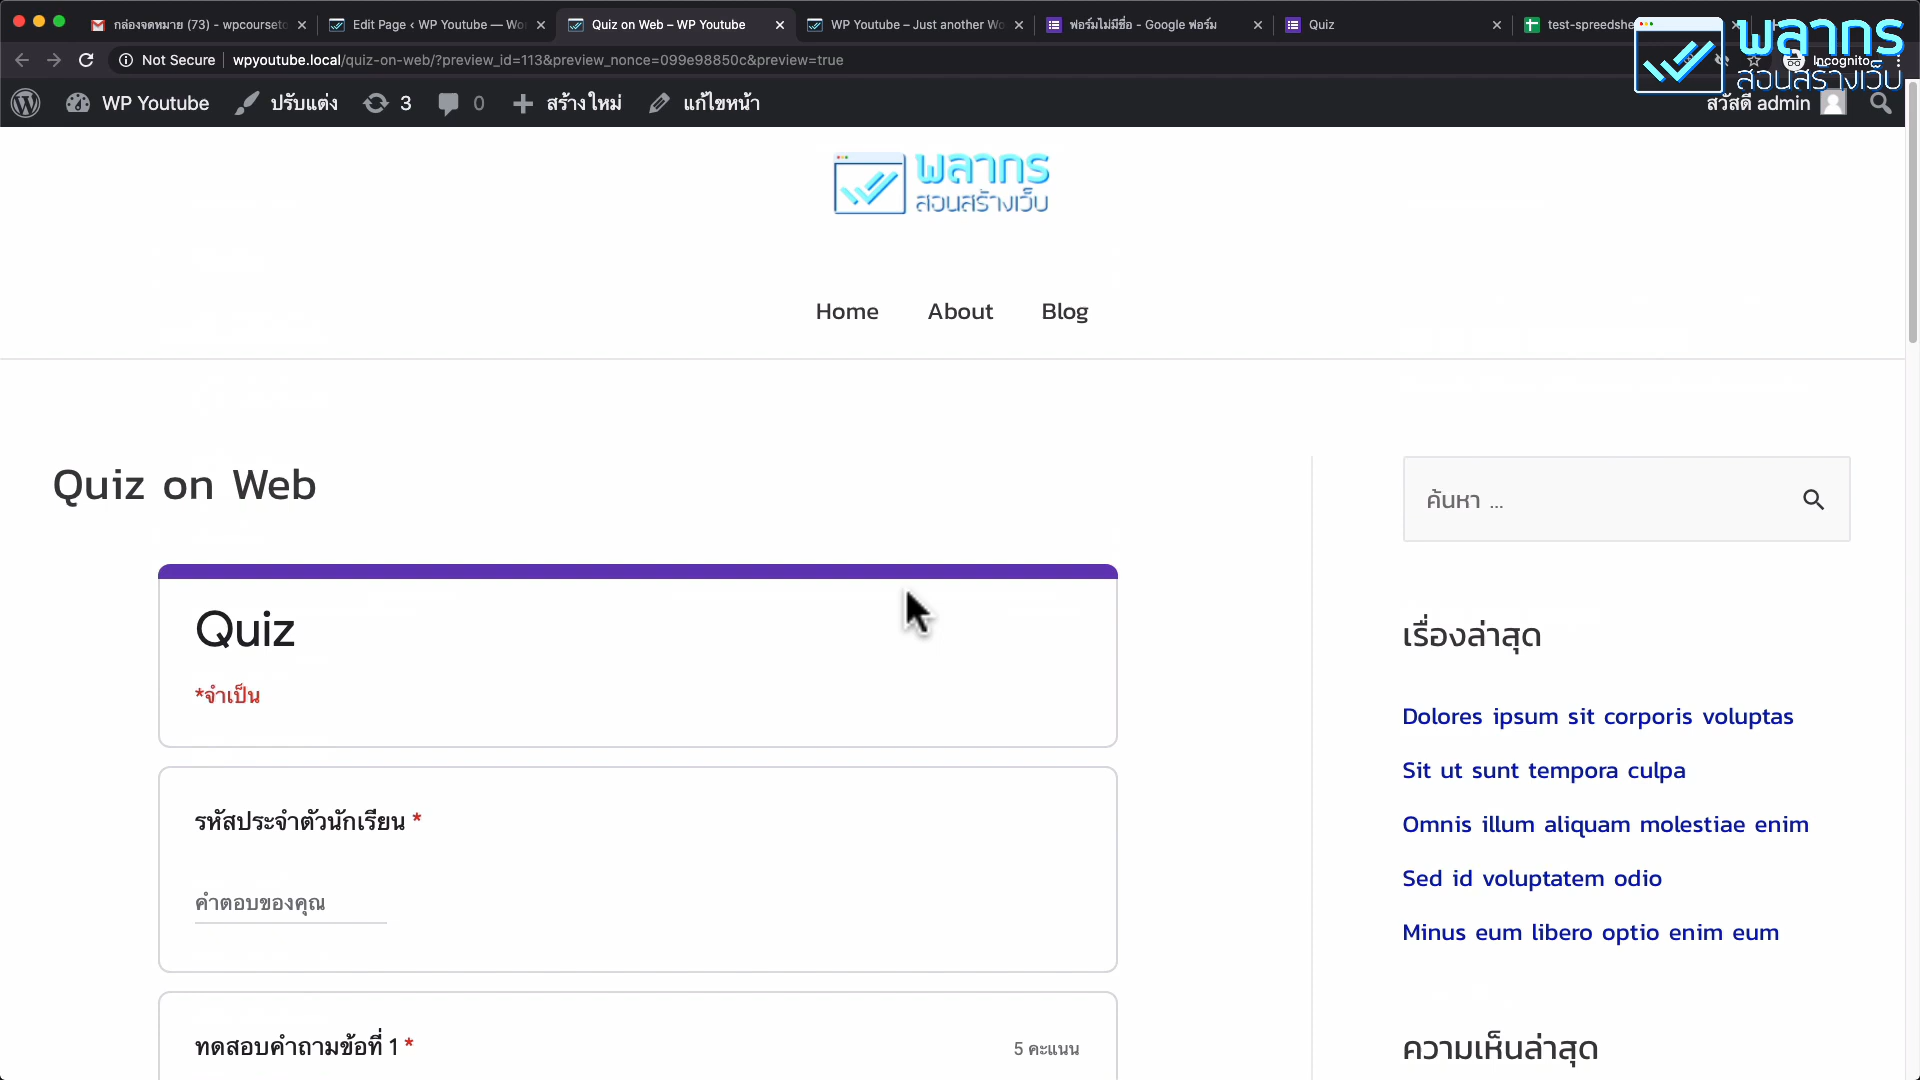 กล่องจดหมาย (73) - wpcourseto
Edit Page ‹ WP Youtube — Wo
Quiz on Web – WP Youtube
WP Youtube – Just another Wo
ฟอร์มไม่มีชื่อ - Google ฟอร์ม
Quiz
test-spreedshe
Not Secure
wpyoutube.local/quiz-on-web/?preview_id=113&preview_nonce=099e98850c&preview=true
Incognito
พลากร
สอนสร้างเว็บ
WP Youtube
ปรับแต่ง
3
0
สร้างใหม่
แก้ไขหน้า
สวัสดี admin
พลากร
สอนสร้างเว็บ
Home
About
Blog
Quiz on Web
ค้นหา ...
Quiz
*จำเป็น
รหัสประจำตัวนักเรียน *
คำตอบของคุณ
ทดสอบคำถามข้อที่ 1 *
5 คะแนน
เรื่องล่าสุด
Dolores ipsum sit corporis voluptas
Sit ut sunt tempora culpa
Omnis illum aliquam molestiae enim
Sed id voluptatem odio
Minus eum libero optio enim eum
ความเห็นล่าสุด